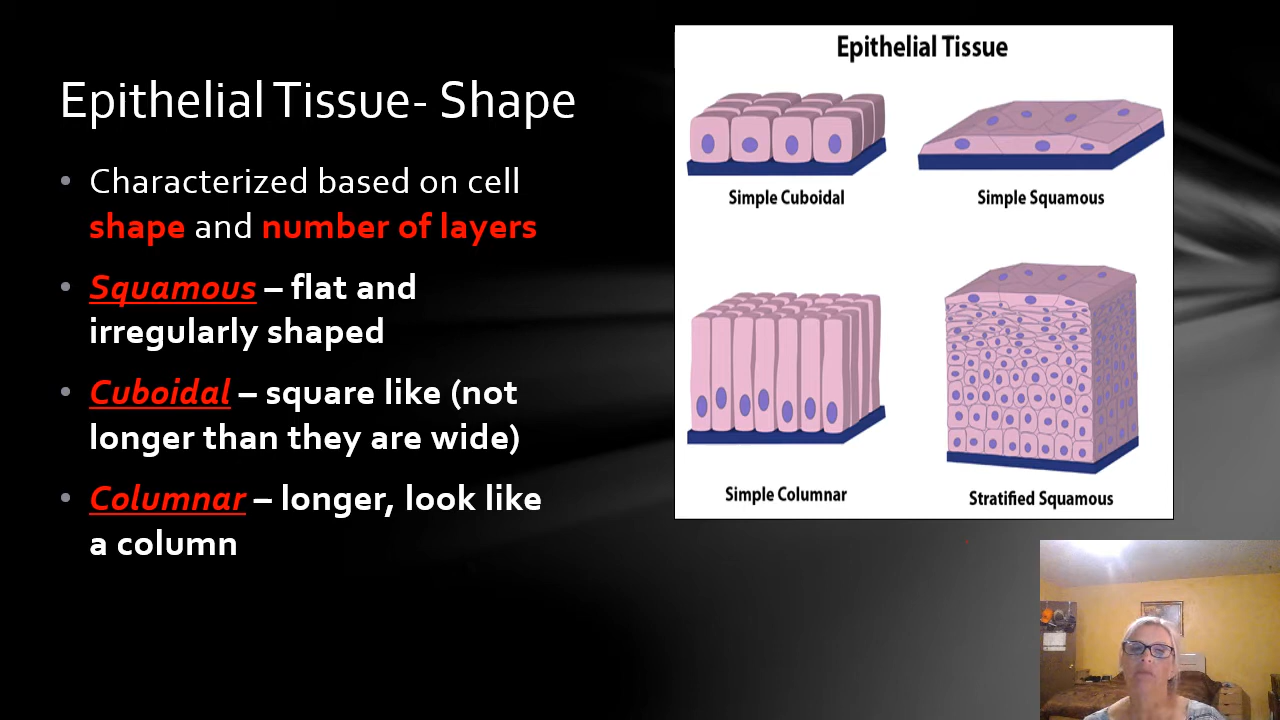 Epithelial Tissue- Shape
• Characterized based on cell
shape and number of layers
• Squamous – flat and
irregularly shaped
• Cuboidal – square like (not
longer than they are wide)
• Columnar – longer, look like
a column
Epithelial Tissue
Simple Cuboidal
Simple Squamous
Simple Columnar
Stratified Squamous